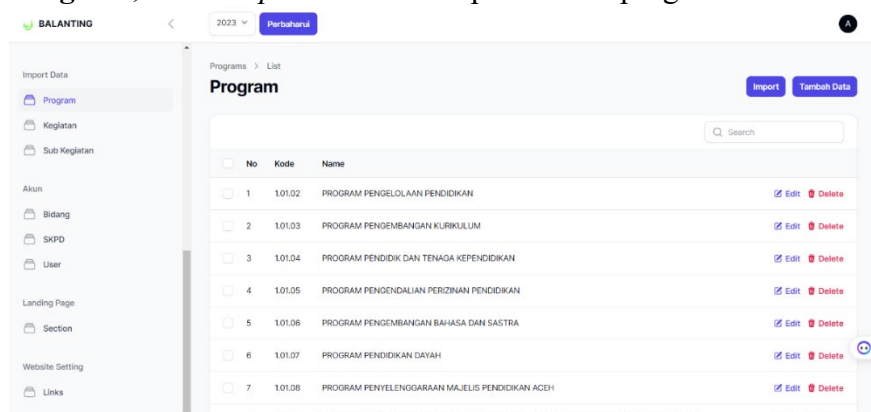 BALANTING
2023
Perbaharui
A
Import Data
Program
Kegiatan
Sub Kegiatan
Akun
Bidang
SKPD
User
Landing Page
Section
Website Setting
Links
Programs > List
Program
Import
Tambah Data
Search
No Kode Name
1 1.01.02 PROGRAM PENGELOLAAN PENDIDIKAN Edit Delete
2 1.01.03 PROGRAM PENGEMBANGAN KURIKULUM Edit Delete
3 1.01.04 PROGRAM PENDIDIK DAN TENAGA KEPENDIDIKAN Edit Delete
4 1.01.05 PROGRAM PENGENDALIAN PERIZINAN PENDIDIKAN Edit Delete
5 1.01.06 PROGRAM PENGEMBANGAN BAHASA DAN SASTRA Edit Delete
6 1.01.07 PROGRAM PENDIDIKAN DAYAH Edit Delete
7 1.01.08 PROGRAM PENYELENGGARAAN MAJELIS PENDIDIKAN ACEH Edit Delete